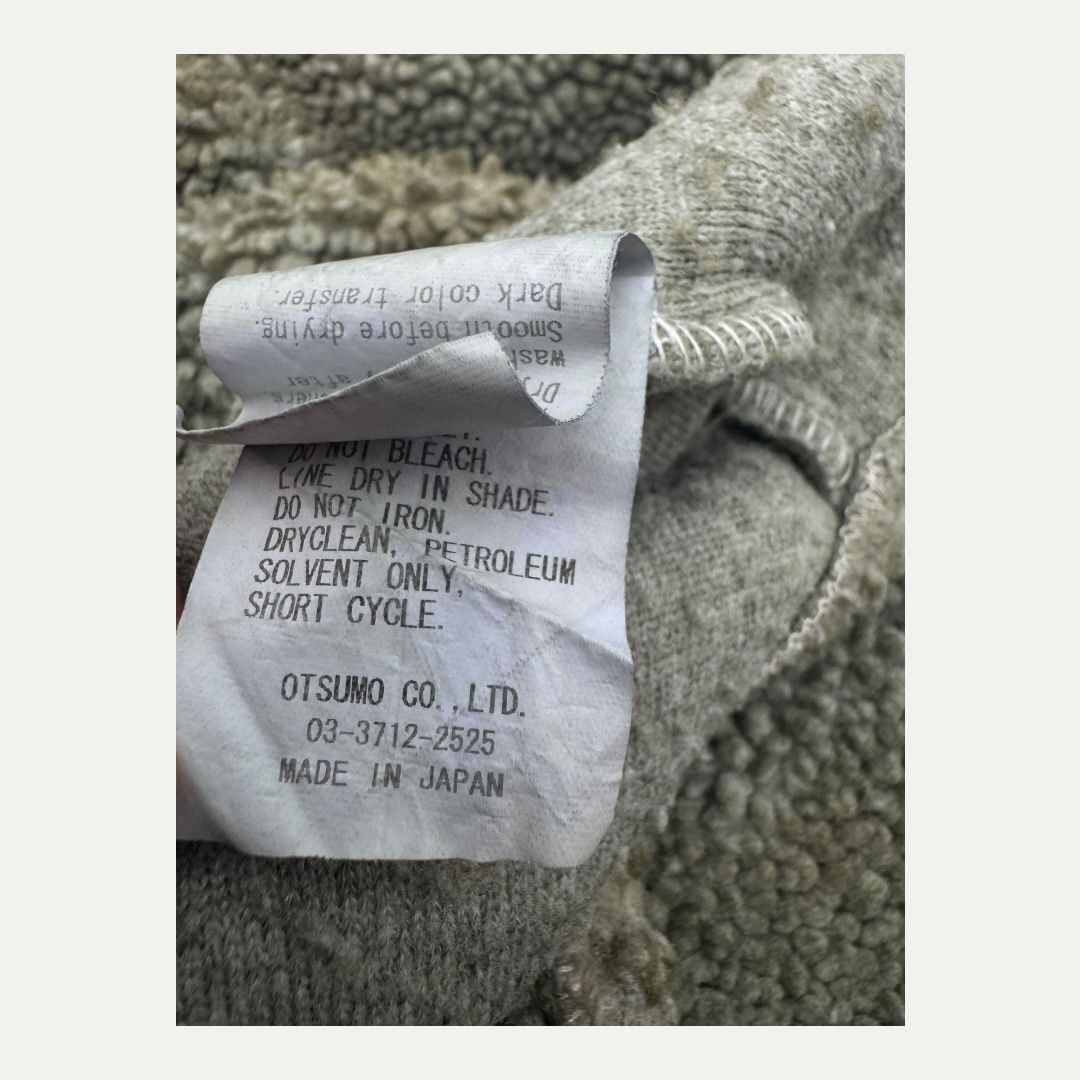 Dark color transfer.
Smooth before drying.
after
DO NOT BLEACH.
LINE DRY IN SHADE.
DO NOT IRON.
DRYCLEAN, PETROLEUM
SOLVENT ONLY,
SHORT CYCLE.
OTSUMO CO.,LTD.
03-3712-2525
MADE IN JAPAN